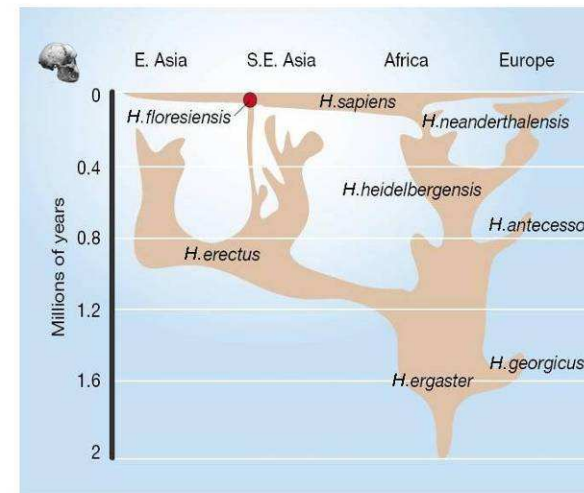 E. Asia S.E. Asia Africa Europe
0
H.sapiens
H.floresiensis
H.neanderthalensis
0.4
H.heidelbergensis
H.antecesso
0.8
H.erectus
1.2
H.georgicus
1.6
H.ergaster
2
Millions of years